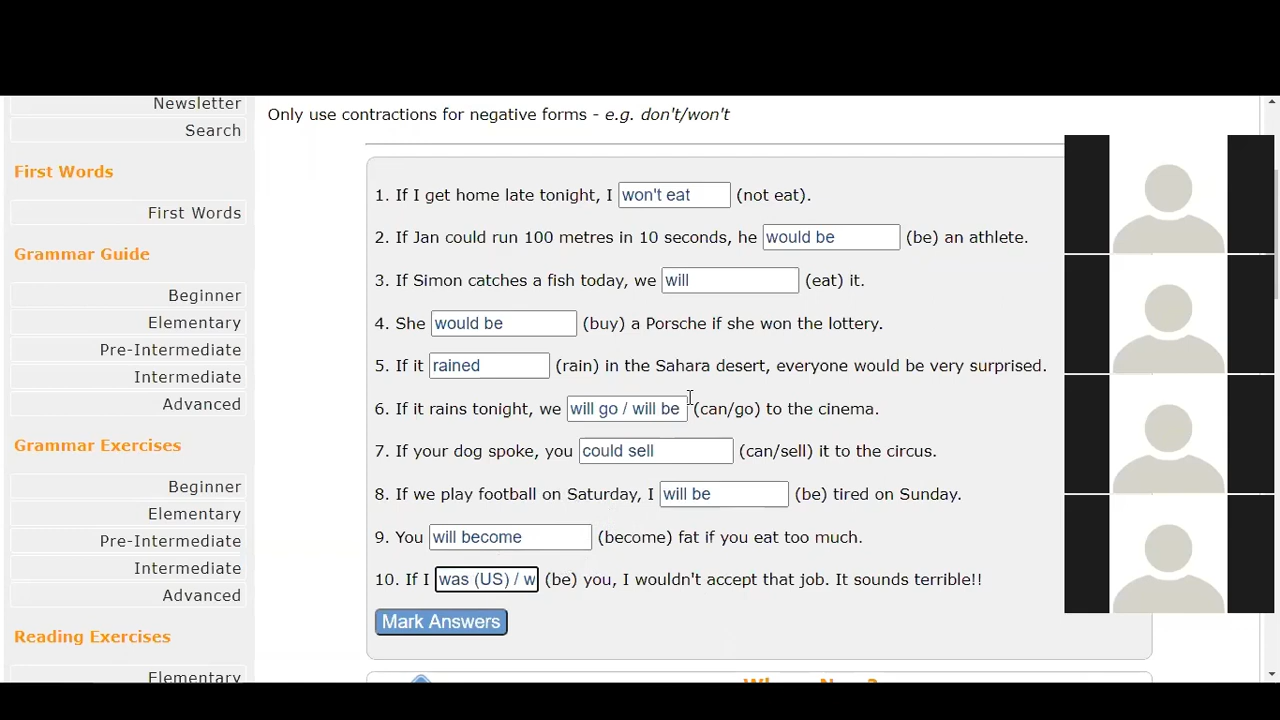 Newsletter
Search
First Words
First Words
Grammar Guide
Beginner
Elementary
Pre-Intermediate
Intermediate
Advanced
Grammar Exercises
Beginner
Elementary
Pre-Intermediate
Intermediate
Advanced
Reading Exercises
Elementary
Only use contractions for negative forms - e.g. don't/won't
1. If I get home late tonight, I won't eat (not eat).
2. If Jan could run 100 metres in 10 seconds, he would be (be) an athlete.
3. If Simon catches a fish today, we will (eat) it.
4. She would be (buy) a Porsche if she won the lottery.
5. If it rained (rain) in the Sahara desert, everyone would be very surprised.
6. If it rains tonight, we will go / will be (can/go) to the cinema.
7. If your dog spoke, you could sell (can/sell) it to the circus.
8. If we play football on Saturday, I will be (be) tired on Sunday.
9. You will become (become) fat if you eat too much.
10. If I was (US) / w (be) you, I wouldn't accept that job. It sounds terrible!!
Mark Answers